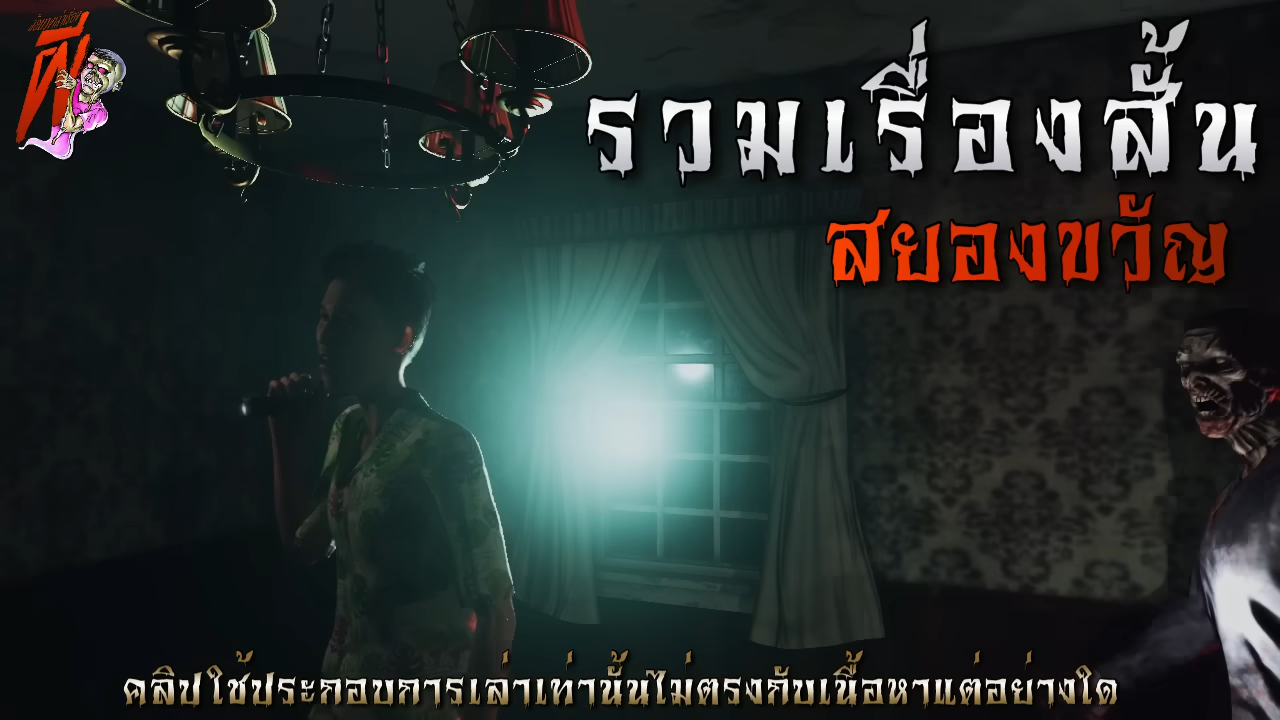 ผี
รวมเรื่องสั้น
สยองขวัญ
คลิปใช้ประกอบการเล่าเท่านั้นไม่ตรงกับเนื้อหาแต่อย่างใด